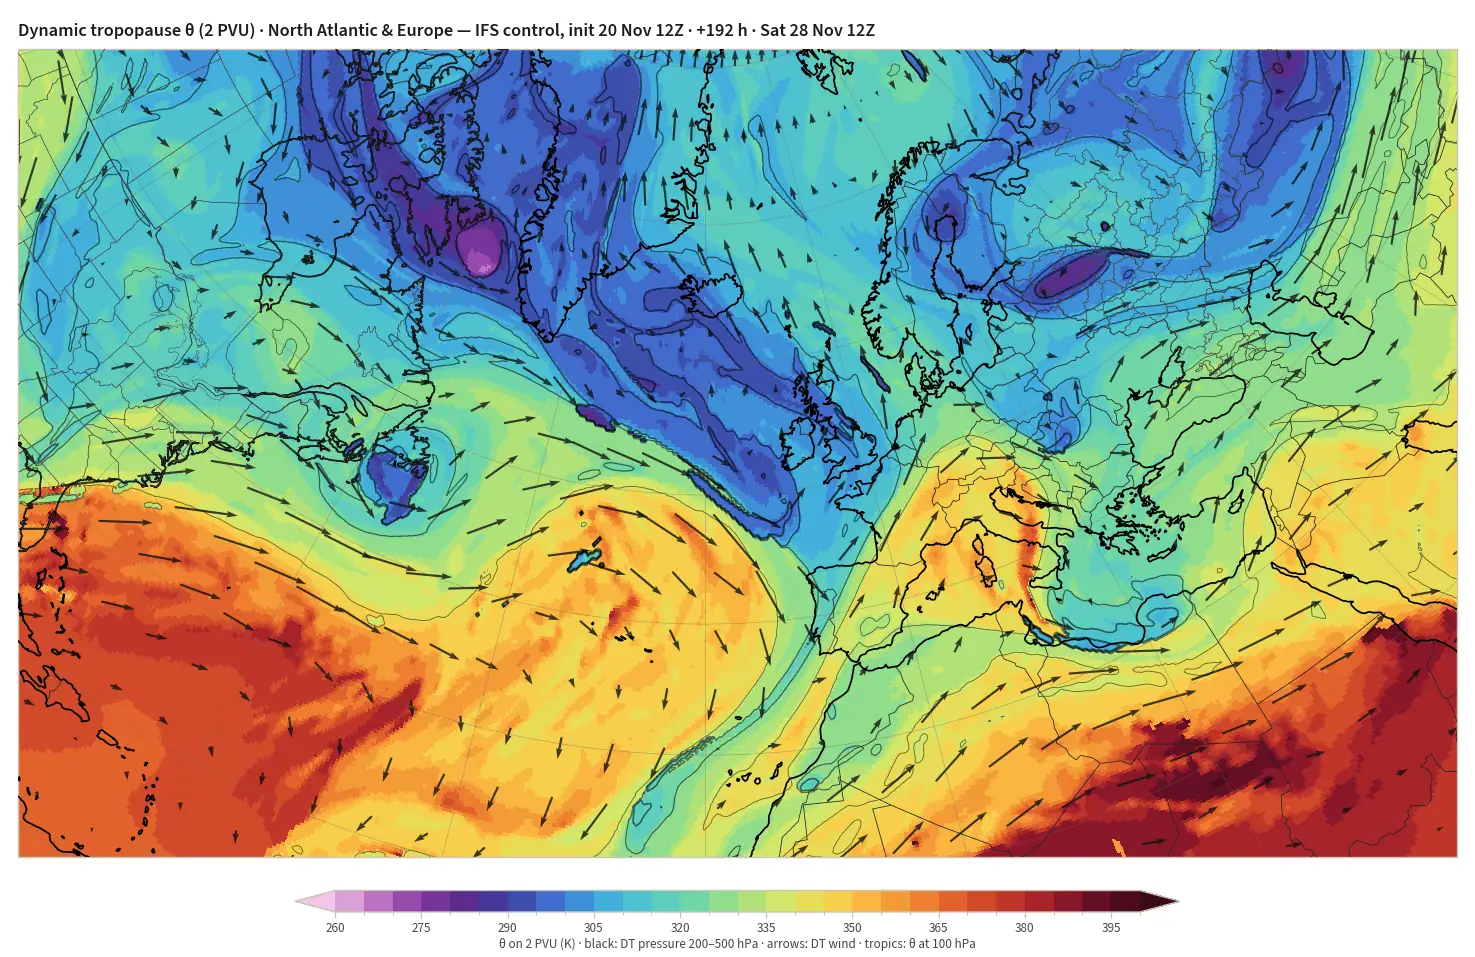 Dynamic tropopause θ (2 PVU) · North Atlantic & Europe — IFS control, init 20 Nov 12Z · +192 h · Sat 28 Nov 12Z
260 275 290 305 320 335 350 365 380 395
θ on 2 PVU (K) · black: DT pressure 200–500 hPa · arrows: DT wind · tropics: θ at 100 hPa